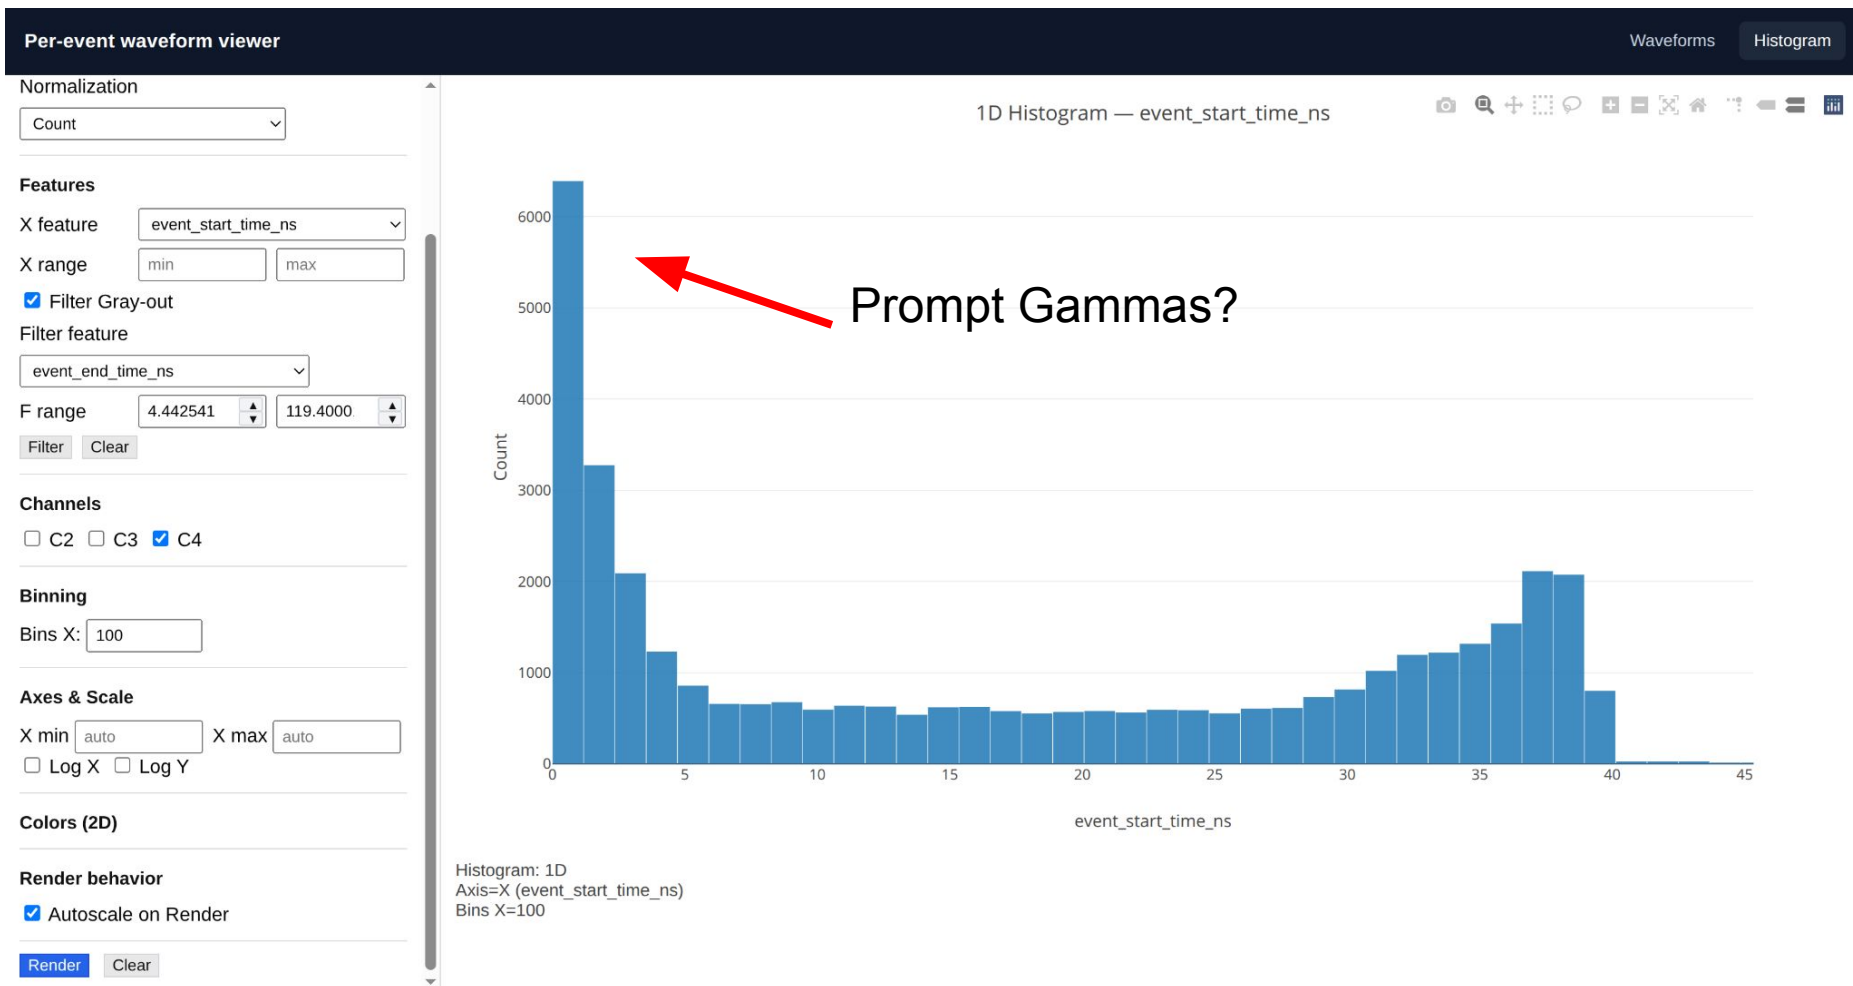 Per-event waveform viewer
Waveforms
Histogram
Normalization
Count
Features
X feature
event_start_time_ns
X range
min
max
Filter Gray-out
Filter feature
event_end_time_ns
F range
4.442541
119.4000
Filter
Clear
Channels
C2
C3
C4
Binning
Bins X:
100
Axes & Scale
X min
auto
X max
auto
Log X
Log Y
Colors (2D)
Render behavior
Autoscale on Render
Render
Clear
1D Histogram — event_start_time_ns
Prompt Gammas?
Count
6000
5000
4000
3000
2000
1000
0
0
5
10
15
20
25
30
35
40
45
event_start_time_ns
Histogram: 1D
Axis=X (event_start_time_ns)
Bins X=100